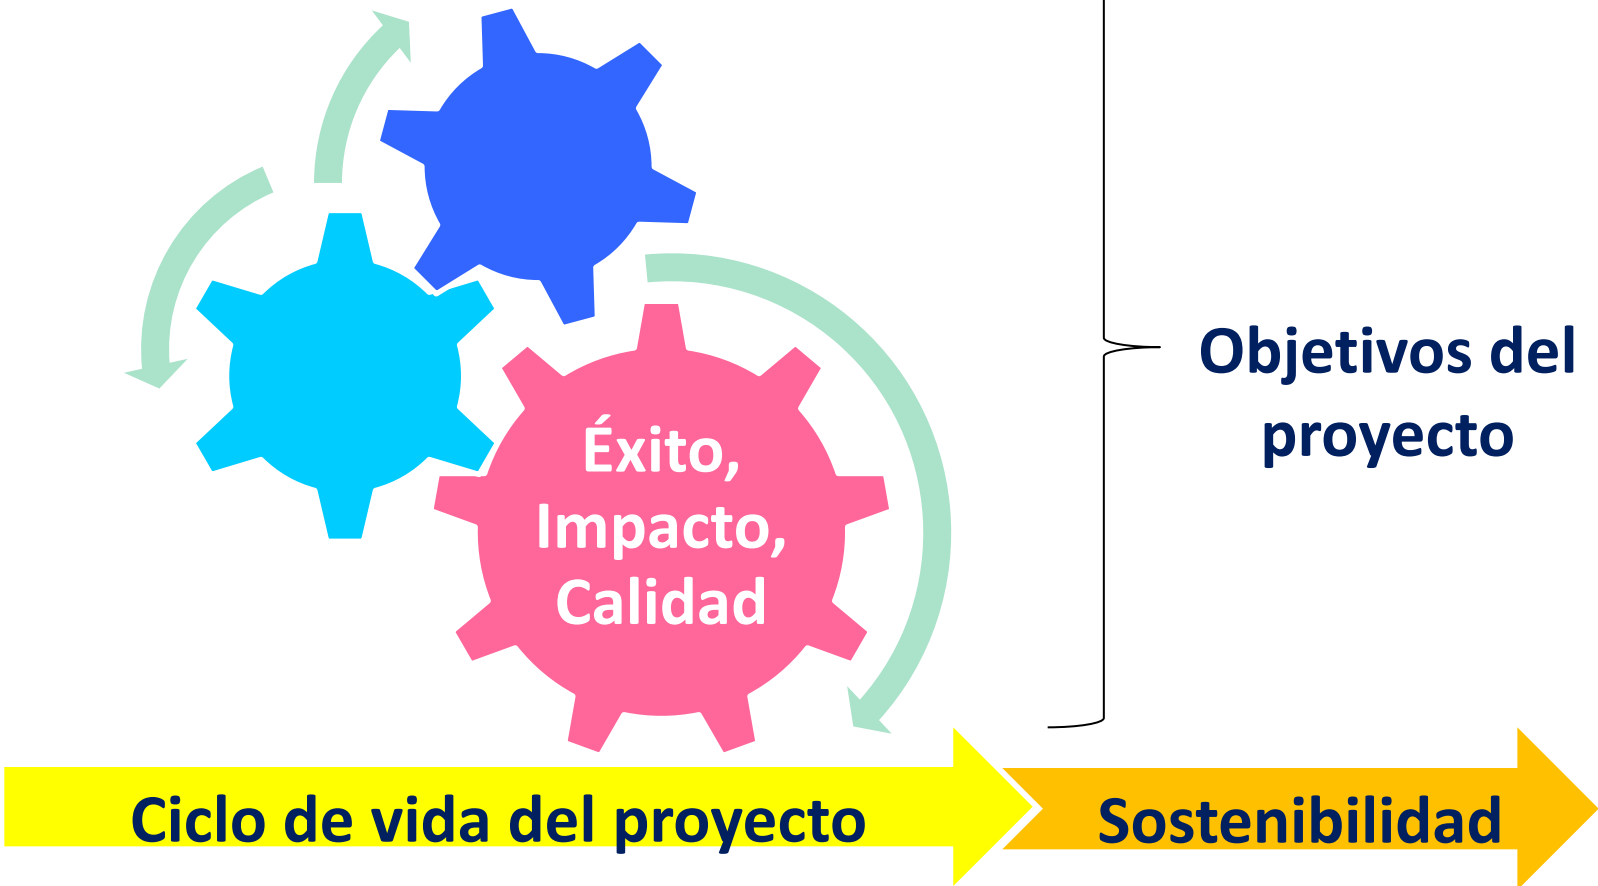 Éxito,
Impacto,
Calidad
Objetivos del
proyecto
Ciclo de vida del proyecto
Sostenibilidad